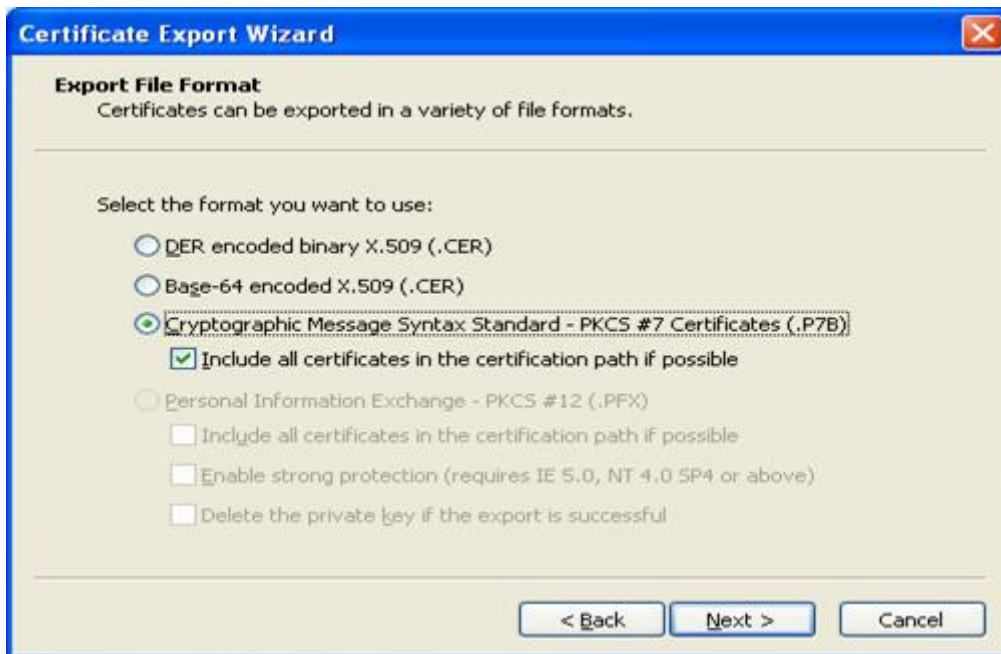 Certificate Export Wizard
Export File Format
Certificates can be exported in a variety of file formats.
Select the format you want to use:
DER encoded binary X.509 (.CER)
Base-64 encoded X.509 (.CER)
Cryptographic Message Syntax Standard - PKCS #7 Certificates (.P7B)
Include all certificates in the certification path if possible
Personal Information Exchange - PKCS #12 (.PFX)
Include all certificates in the certification path if possible
Enable strong protection (requires IE 5.0, NT 4.0 SP4 or above)
Delete the private key if the export is successful
< Back Next > Cancel